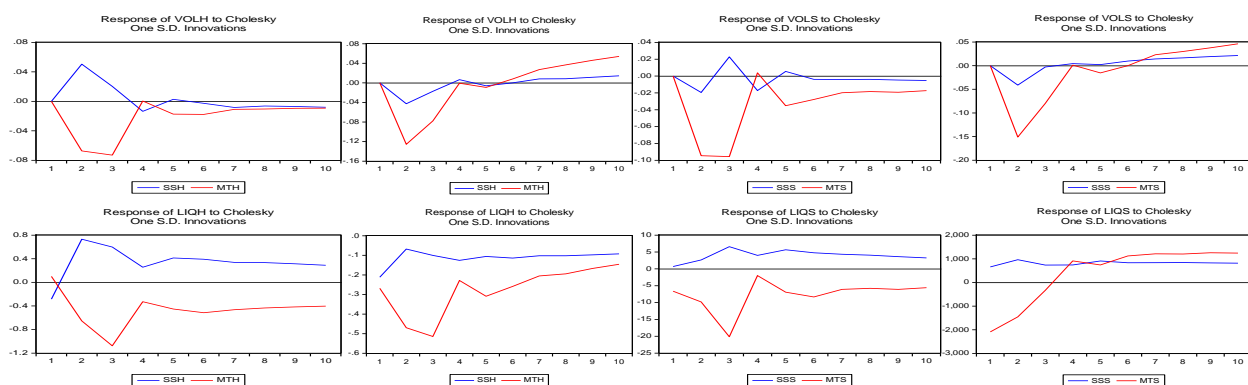 Response of VOLH to Cholesky
One S.D. Innovations
.08
.04
.00
-.04
-.08
1 2 3 4 5 6 7 8 9 10
SSH MTH
Response of VOLH to Cholesky
One S.D. Innovations
.08
.04
.00
-.04
-.08
-.12
-.16
1 2 3 4 5 6 7 8 9 10
SSH MTH
Response of VOLS to Cholesky
One S.D. Innovations
.04
.02
.00
-.02
-.04
-.06
-.08
-.10
1 2 3 4 5 6 7 8 9 10
SSS MTS
Response of VOLS to Cholesky
One S.D. Innovations
.05
.00
-.05
-.10
-.15
-.20
1 2 3 4 5 6 7 8 9 10
SSS MTS
Response of LIQH to Cholesky
One S.D. Innovations
0.8
0.4
0.0
-0.4
-0.8
-1.2
1 2 3 4 5 6 7 8 9 10
SSH MTH
Response of LIQH to Cholesky
One S.D. Innovations
.0
-.1
-.2
-.3
-.4
-.5
-.6
1 2 3 4 5 6 7 8 9 10
SSH MTH
Response of LIQS to Cholesky
One S.D. Innovations
10
5
0
-5
-10
-15
-20
-25
1 2 3 4 5 6 7 8 9 10
SSS MTS
Response of LIQS to Cholesky
One S.D. Innovations
2,000
1,000
0
-1,000
-2,000
-3,000
1 2 3 4 5 6 7 8 9 10
SSS MTS